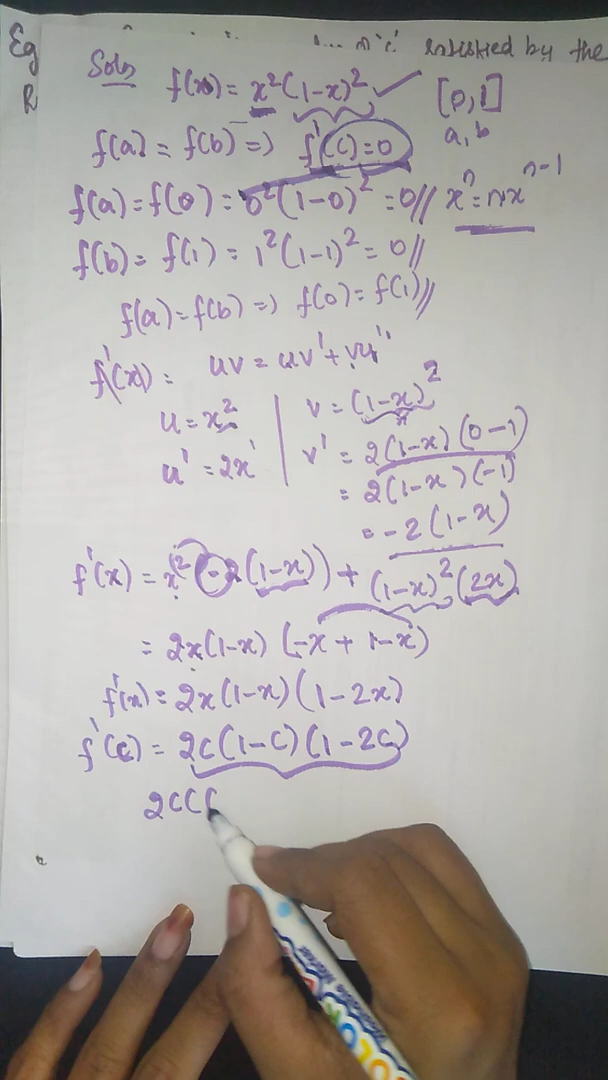 Eg 'c' satisfied by the
R
Soln f(x) = x²(1-x)² ✓ [0,1]
a, b
f(a) = f(b) => f'(c) = 0
f(a) = f(0) = 0²(1-0)² = 0// xⁿ = nxⁿ⁻¹
f(b) = f(1) = 1²(1-1)² = 0//
f(a) = f(b) => f(0) = f(1)//
f'(x) = uv = uv' + vu'
u = x² | v = (1-x)²
u' = 2x' | v' = 2(1-x)(0-1)
= 2(1-x)(-1)
= -2(1-x)
f'(x) = x²(-2(1-x)) + (1-x)²(2x)
= 2x(1-x)(-x+1-x)
f'(x) = 2x(1-x)(1-2x)
f'(c) = 2c(1-c)(1-2c)
2c((